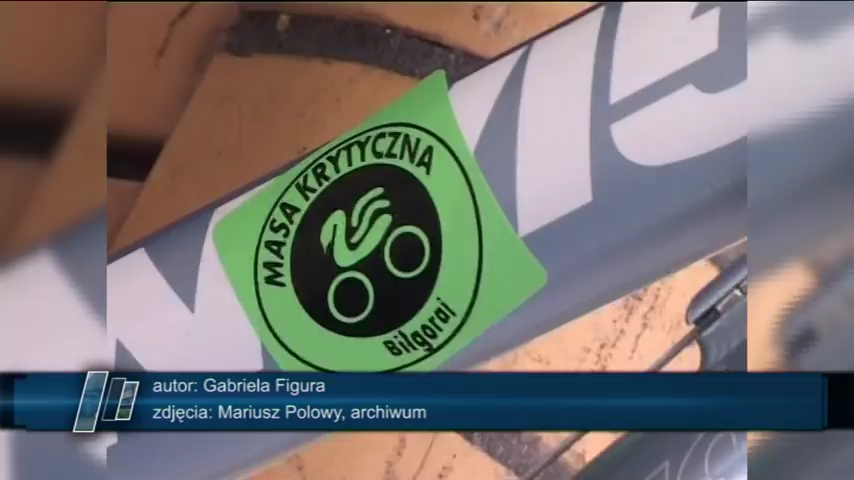 MASA KRYTYCZNA
Biłgoraj
autor: Gabriela Figura
zdjęcia: Mariusz Polowy, archiwum